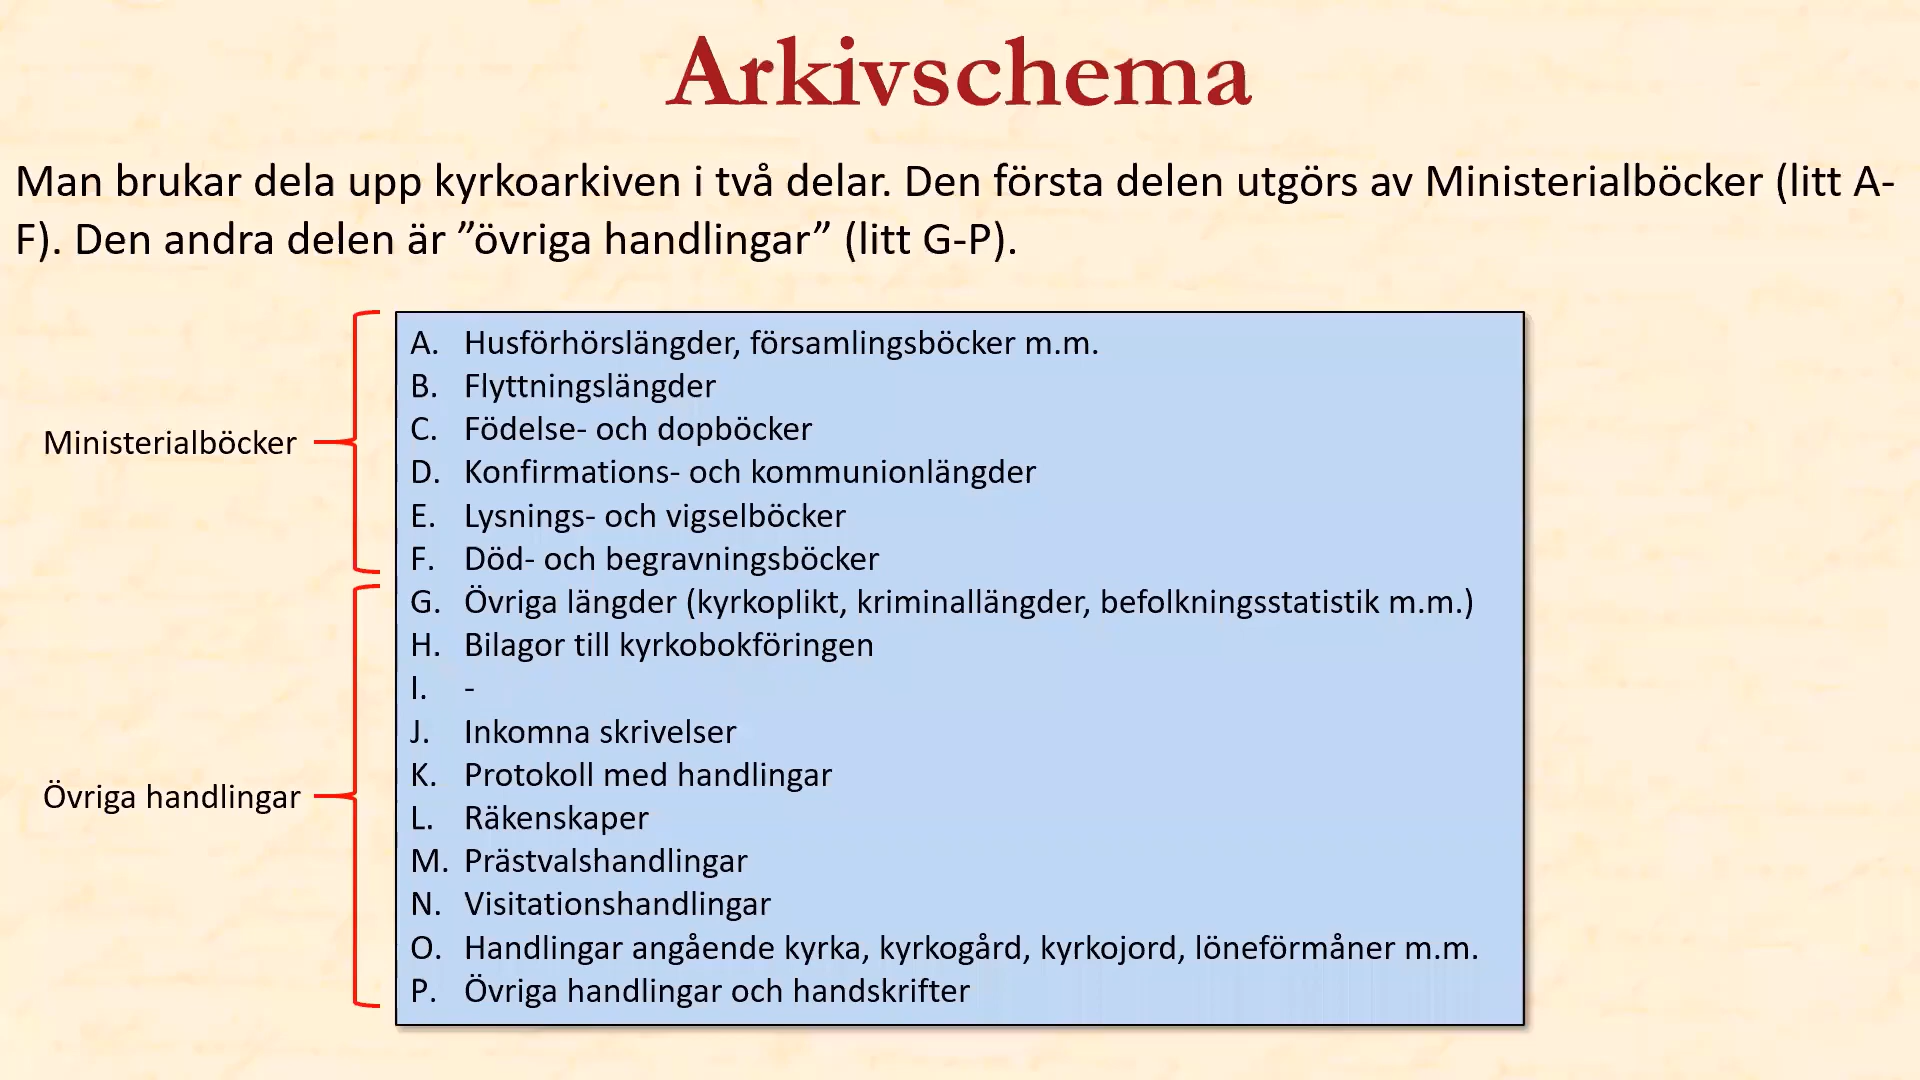 Arkivschema
Man brukar dela upp kyrkoarkiven i två delar. Den första delen utgörs av Ministerialböcker (litt A-
F). Den andra delen är ”övriga handlingar” (litt G-P).
Ministerialböcker
A. Husförhörslängder, församlingsböcker m.m.
B. Flyttningslängder
C. Födelse- och dopböcker
D. Konfirmations- och kommunionlängder
E. Lysnings- och vigselböcker
F. Död- och begravningsböcker
Övriga handlingar
G. Övriga längder (kyrkoplikt, kriminallängder, befolkningsstatistik m.m.)
H. Bilagor till kyrkobokföringen
I. -
J. Inkomna skrivelser
K. Protokoll med handlingar
L. Räkenskaper
M. Prästvalshandlingar
N. Visitationshandlingar
O. Handlingar angående kyrka, kyrkogård, kyrkojord, löneförmåner m.m.
P. Övriga handlingar och handskrifter